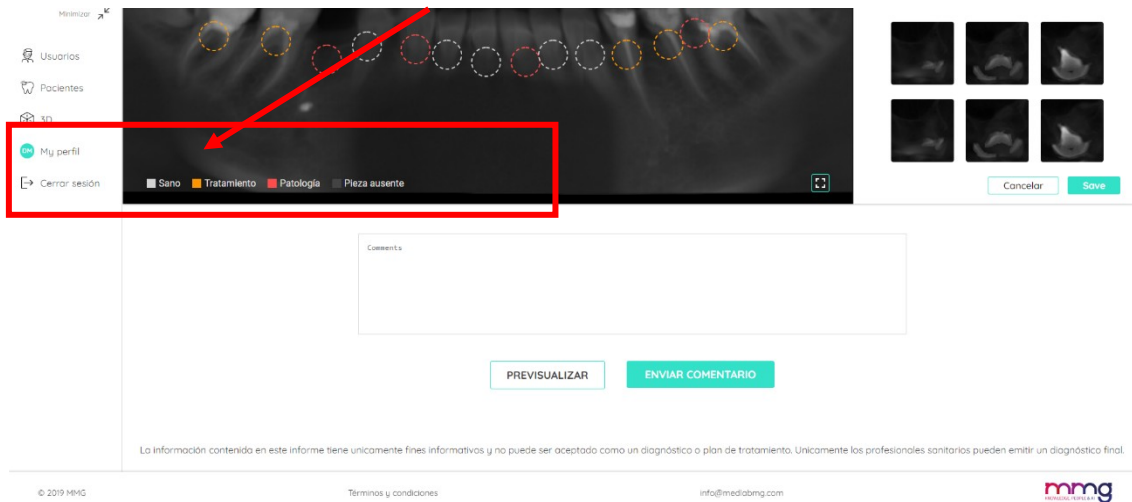 Minimizar
Usuarios
Pacientes
3D
DM My perfil
Cerrar sesión
Sano Tratamiento Patología Pieza ausente
Cancelar Save
Comments
PREVISUALIZAR ENVIAR COMENTARIO
La información contenida en este informe tiene unicamente fines informativos y no puede ser aceptado como un diagnóstico o plan de tratamiento. Unicamente los profesionales sanitarios pueden emitir un diagnóstico final.
© 2019 MMG Términos y condiciones info@mediabmg.com mmg